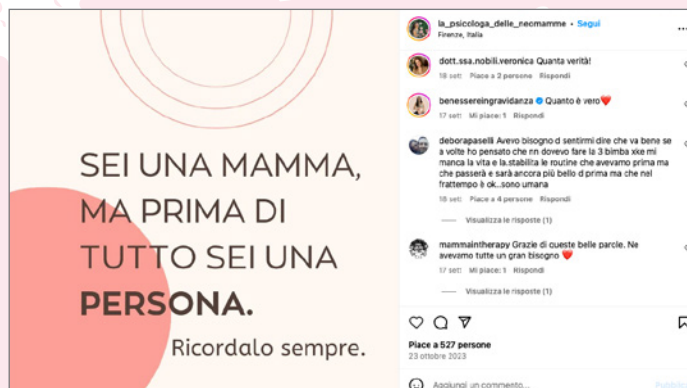 SEI UNA MAMMA,
MA PRIMA DI
TUTTO SEI UNA
PERSONA.
Ricordalo sempre.
la_psicologa_delle_neomamme • Segui
Firenze, Italia
dott.ssa.nobili.veronica Quanta verità!
18 set Piace a 2 persone Rispondi
benessereingravidanza Quanto è vero❤️
17 set Mi piace: 1 Rispondi
deborapaselli Avevo bisogno d sentirmi dire che va bene se
a volte ho pensato che nn dovevo fare la 3 bimba xke mi
manca la vita e la.stabilita le routine che avevamo prima ma
che passerà e sarà ancora più bello d prima ma che nel
frattempo è ok..sono umana
18 set Piace a 4 persone Rispondi
Visualizza le risposte (1)
mammaintherapy Grazie di queste belle parole. Ne
avevamo tutte un gran bisogno ❤️
17 set Mi piace: 1 Rispondi
Visualizza le risposte (1)
Piace a 527 persone
23 ottobre 2023
Aggiungi un commento...
Pubblica